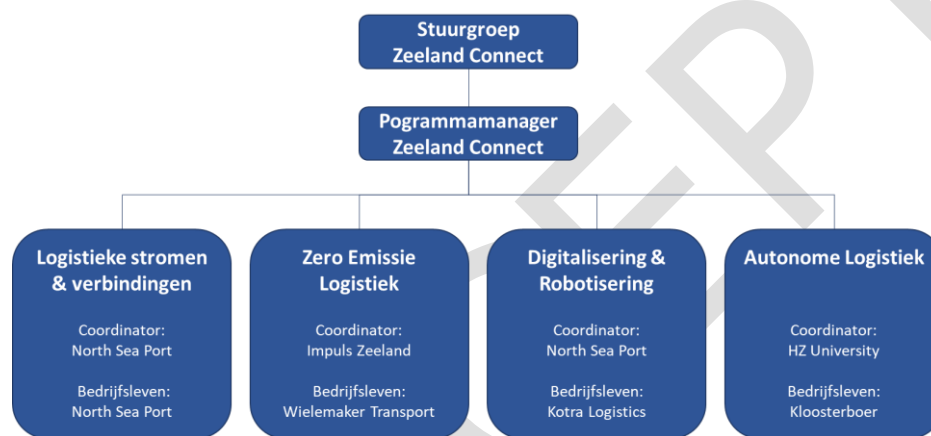 Stuurgroep
Zeeland Connect
Pogrammamanager
Zeeland Connect
Logistieke stromen
& verbindingen
Coordinator:
North Sea Port
Bedrijfsleven:
North Sea Port
Zero Emissie
Logistiek
Coordinator:
Impuls Zeeland
Bedrijfsleven:
Wielemaker Transport
Digitalisering &
Robotisering
Coordinator:
North Sea Port
Bedrijfsleven:
Kotra Logistics
Autonome Logistiek
Coordinator:
HZ University
Bedrijfsleven:
Kloosterboer